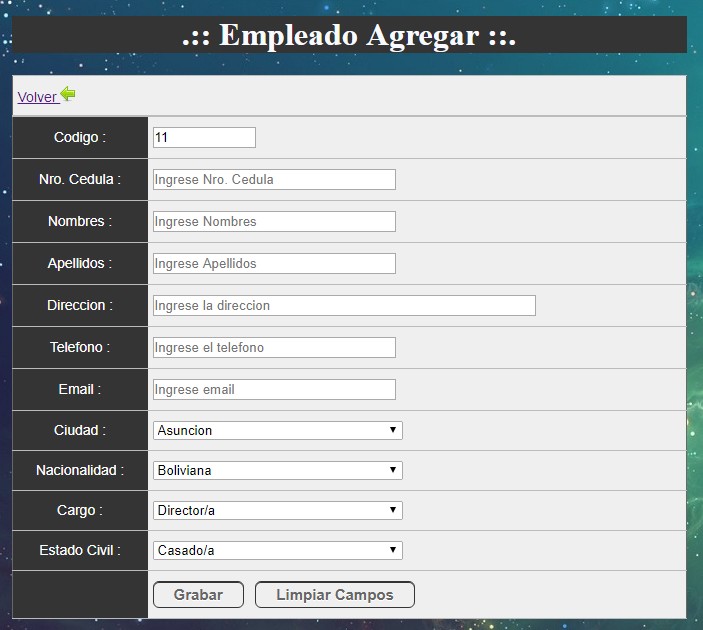 .:: Empleado Agregar ::.
Volver
Codigo : 11
Nro. Cedula : Ingrese Nro. Cedula
Nombres : Ingrese Nombres
Apellidos : Ingrese Apellidos
Direccion : Ingrese la direccion
Telefono : Ingrese el telefono
Email : Ingrese email
Ciudad : Asuncion
Nacionalidad : Boliviana
Cargo : Director/a
Estado Civil : Casado/a
Grabar Limpiar Campos